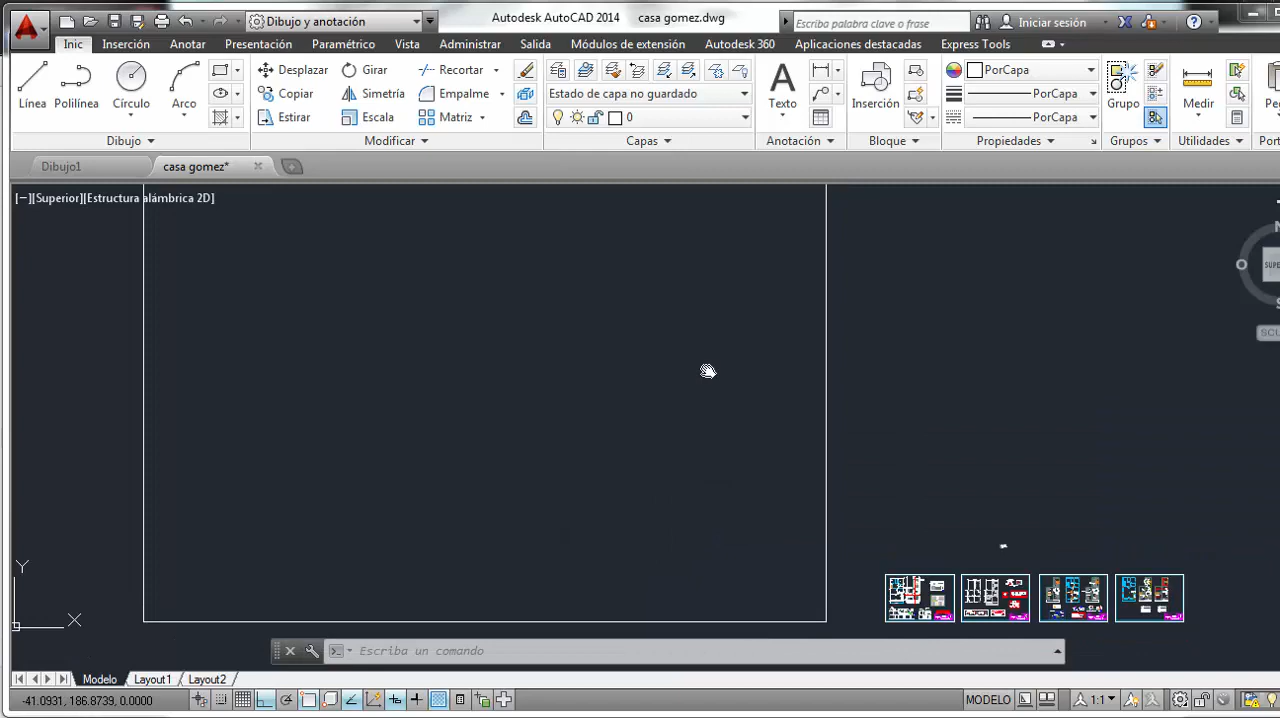 Dibujo y anotación
Autodesk AutoCAD 2014 casa gomez.dwg
Escriba palabra clave o frase
Iniciar sesión
Inic Inserción Anotar Presentación Paramétrico Vista Administrar Salida Módulos de extensión Autodesk 360 Aplicaciones destacadas Express Tools
Línea Polilínea Círculo Arco
Desplazar Girar Recortar
Copiar Simetría Empalme
Estirar Escala Matriz
Estado de capa no guardado
0
Texto
Inserción
PorCapa
PorCapa
PorCapa
Grupo
Medir
Dibujo Modificar Capas Anotación Bloque Propiedades Grupos Utilidades
Dibujo1 casa gomez*
[−][Superior][Estructura alámbrica 2D]
O
Y
X
Escriba un comando
Modelo Layout1 Layout2
-41.0931, 186.8739, 0.0000
MODELO
1:1